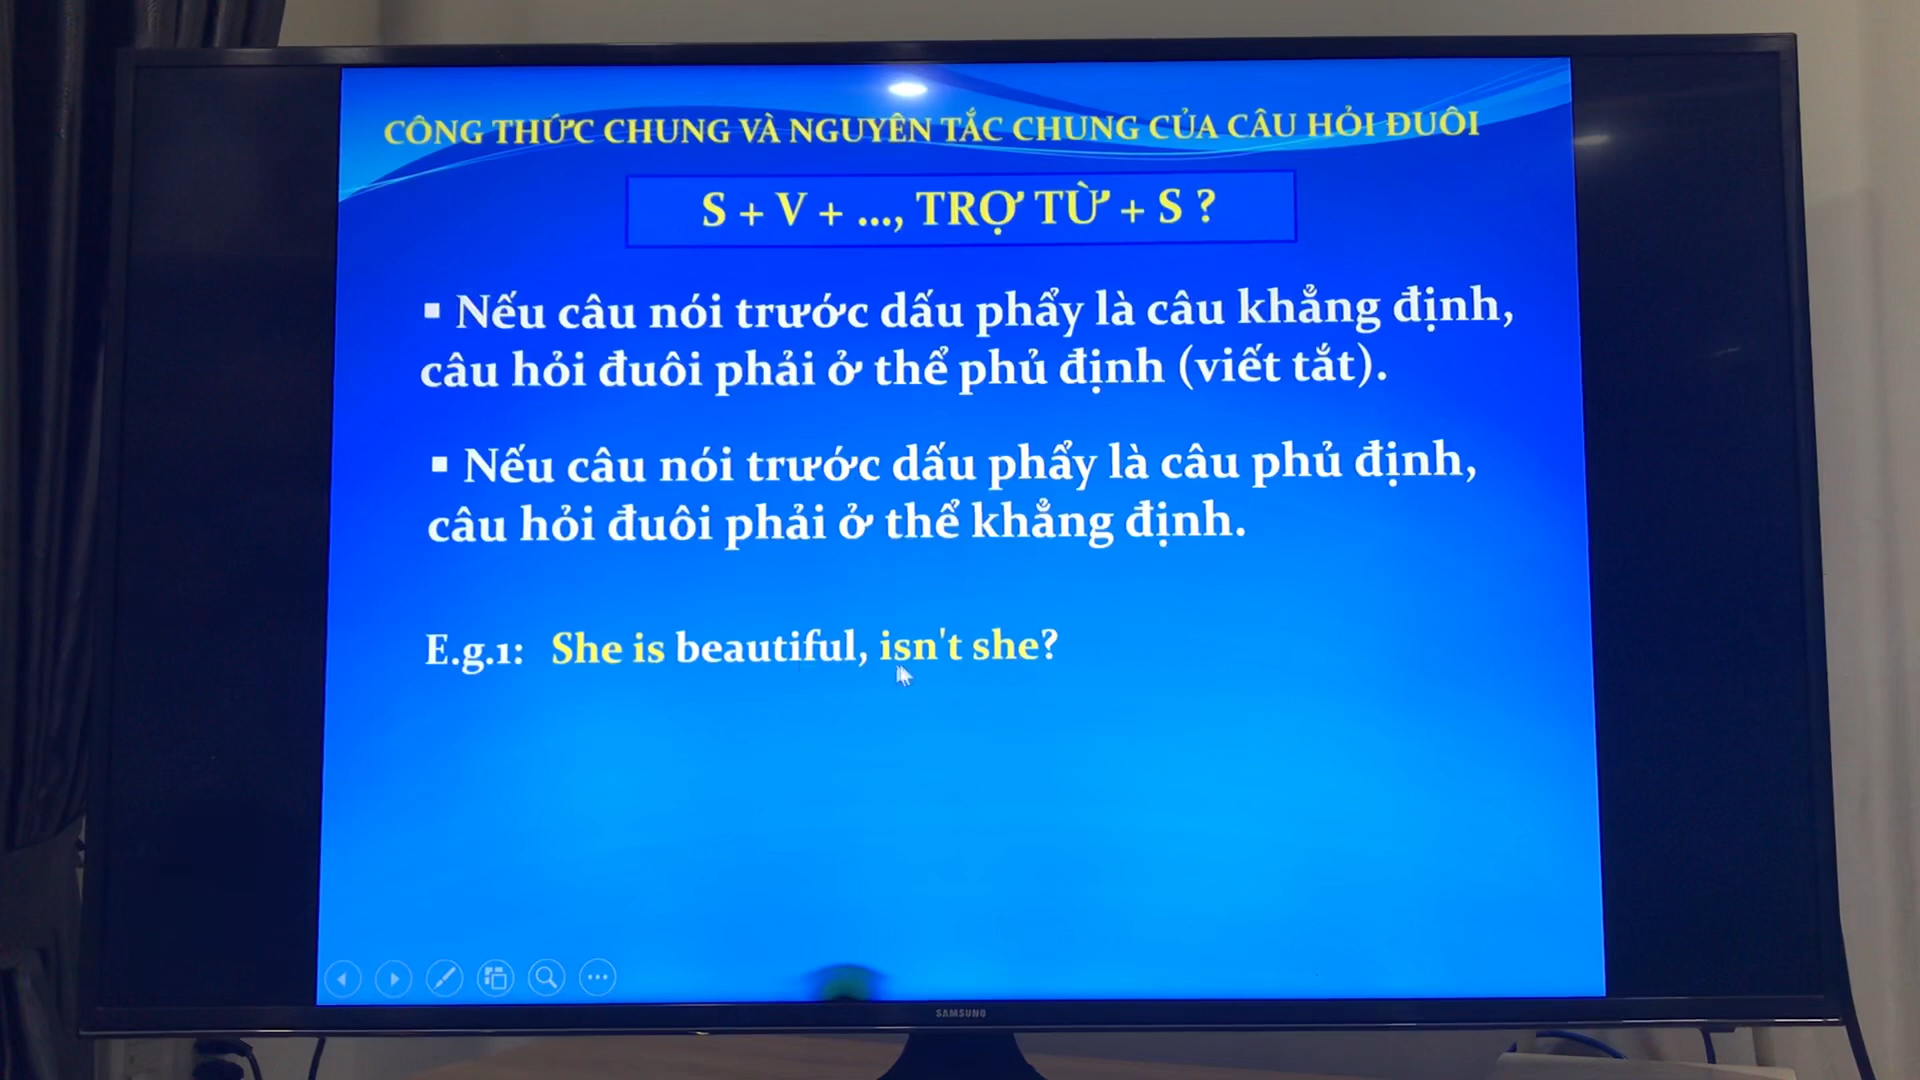 CÔNG THỨC CHUNG VÀ NGUYÊN TẮC CHUNG CỦA CÂU HỎI ĐUÔI
S + V + ..., TRỢ TỪ + S ?
▪ Nếu câu nói trước dấu phẩy là câu khẳng định,
câu hỏi đuôi phải ở thể phủ định (viết tắt).
▪ Nếu câu nói trước dấu phẩy là câu phủ định,
câu hỏi đuôi phải ở thể khẳng định.
E.g.1: She is beautiful, isn't she?
SAMSUNG